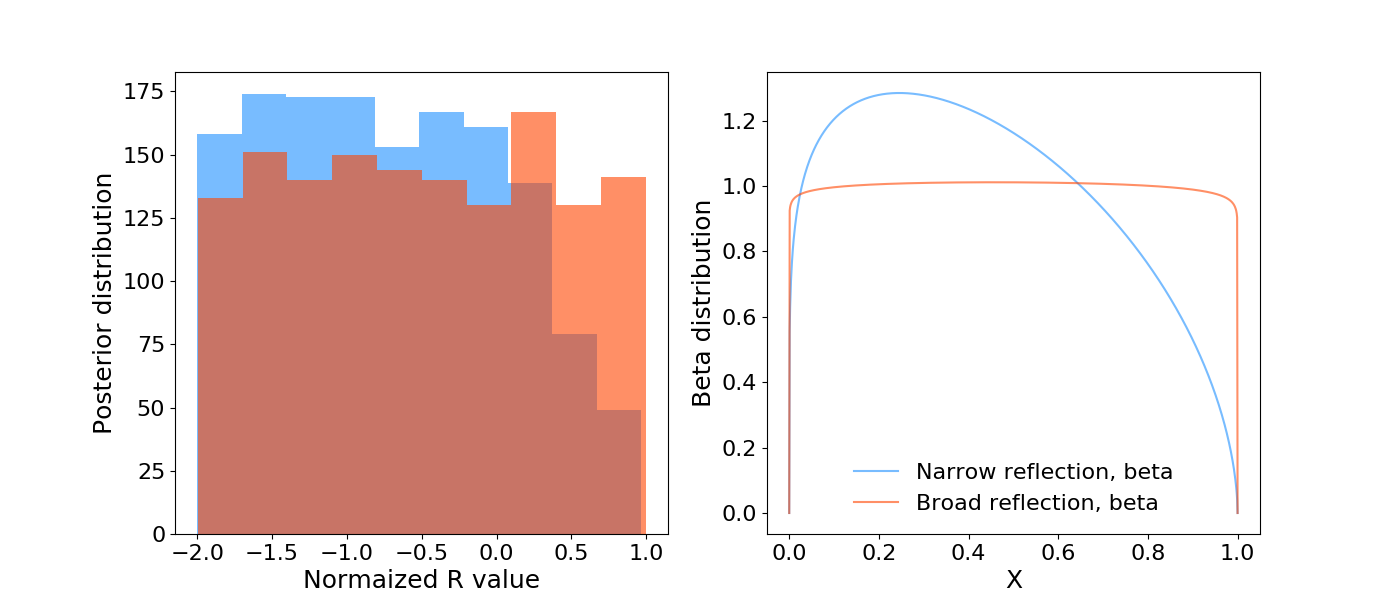 175
150
125
100
75
50
25
0
Posterior distribution
−2.0 −1.5 −1.0 −0.5 0.0 0.5 1.0
Normaized R value
1.2
1.0
0.8
0.6
0.4
0.2
0.0
Beta distribution
Narrow reflection, beta
Broad reflection, beta
0.0 0.2 0.4 0.6 0.8 1.0
X